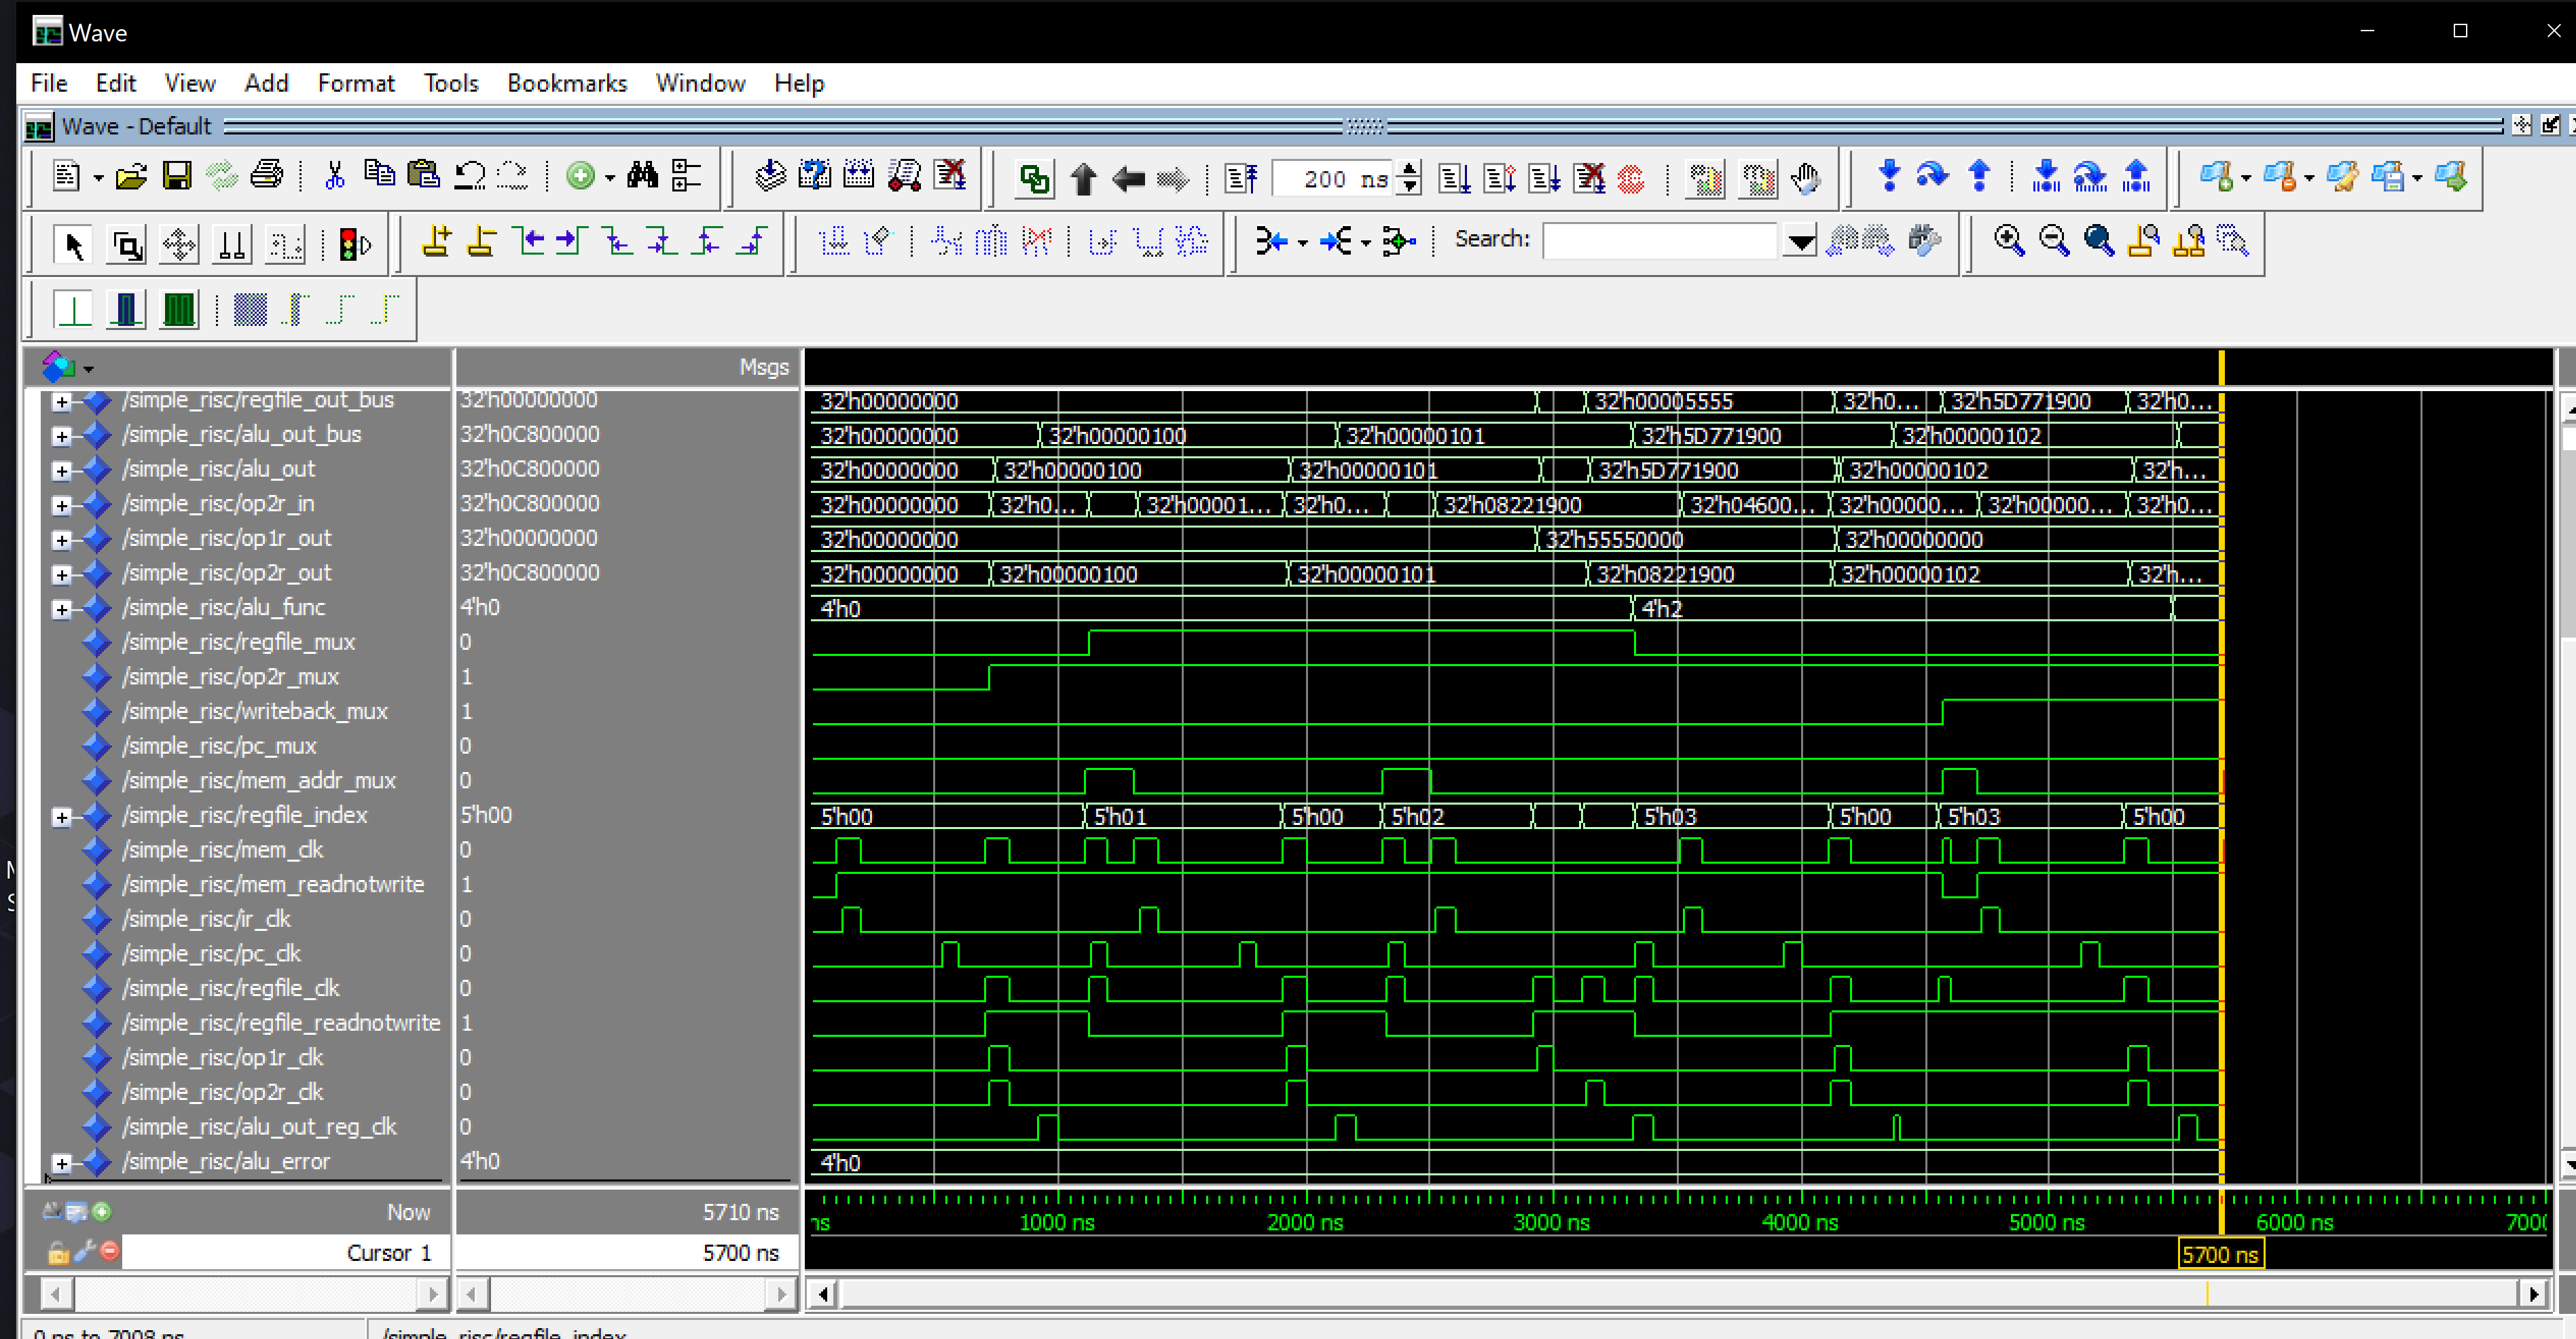 Wave
File Edit View Add Format Tools Bookmarks Window Help
Wave - Default
200 ns
Search:
Msgs
/simple_risc/regfile_out_bus 32'h00000000 32'h00000000 32'h00005555 32'h0... 32'h5D771900 32'h0...
/simple_risc/alu_out_bus 32'h0C800000 32'h00000000 32'h00000100 32'h00000101 32'h5D771900 32'h00000102
/simple_risc/alu_out 32'h0C800000 32'h00000000 32'h00000100 32'h00000101 32'h5D771900 32'h00000102 32'h...
/simple_risc/op2r_in 32'h0C800000 32'h00000000 32'h0... 32'h00001... 32'h0... 32'h08221900 32'h04600... 32'h00000... 32'h00000... 32'h0...
/simple_risc/op1r_out 32'h00000000 32'h00000000 32'h55550000 32'h00000000
/simple_risc/op2r_out 32'h0C800000 32'h00000000 32'h00000100 32'h00000101 32'h08221900 32'h00000102 32'h...
/simple_risc/alu_func 4'h0 4'h0 4'h2
/simple_risc/regfile_mux 0
/simple_risc/op2r_mux 1
/simple_risc/writeback_mux 1
/simple_risc/pc_mux 0
/simple_risc/mem_addr_mux 0
/simple_risc/regfile_index 5'h00 5'h00 5'h01 5'h00 5'h02 5'h03 5'h00 5'h03 5'h00
/simple_risc/mem_clk 0
/simple_risc/mem_readnotwrite 1
/simple_risc/ir_clk 0
/simple_risc/pc_clk 0
/simple_risc/regfile_clk 0
/simple_risc/regfile_readnotwrite 1
/simple_risc/op1r_clk 0
/simple_risc/op2r_clk 0
/simple_risc/alu_out_reg_clk 0
/simple_risc/alu_error 4'h0 4'h0
Now 5710 ns ns 1000 ns 2000 ns 3000 ns 4000 ns 5000 ns 6000 ns
Cursor 1 5700 ns 5700 ns
0 ns to 7008 ns /simple_risc/regfile_index